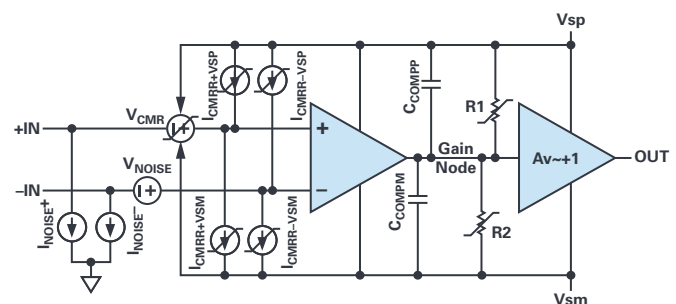 Vsp
I_CMRR+VSP
I_CMRR–VSP
C_COMPP
R1
V_CMR
+IN
+
+
Gain
Node
Av~+1
OUT
V_NOISE
–IN
+
–
I_NOISE+
I_NOISE–
I_CMRR+VSM
I_CMRR–VSM
C_COMPM
R2
Vsm